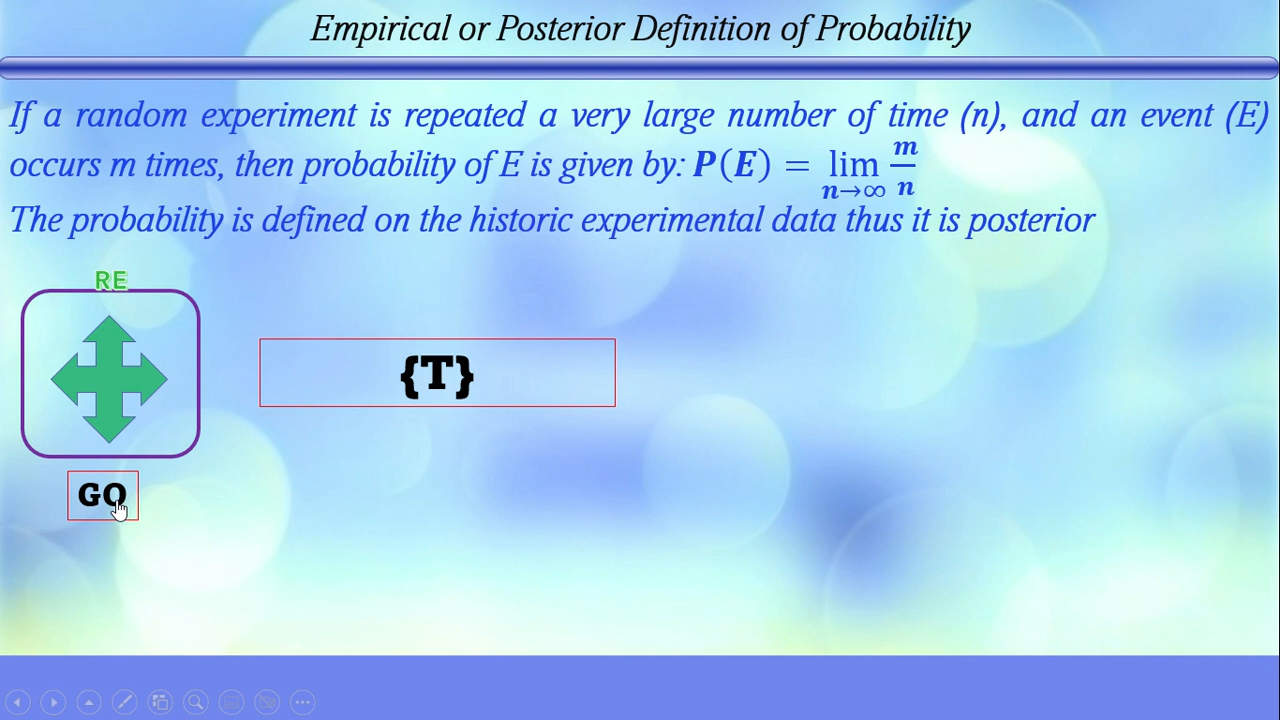 Empirical or Posterior Definition of Probability
If a random experiment is repeated a very large number of time (n), and an event (E)
occurs m times, then probability of E is given by: P(E) = lim n→∞ m/n
The probability is defined on the historic experimental data thus it is posterior
RE
{T}
GO